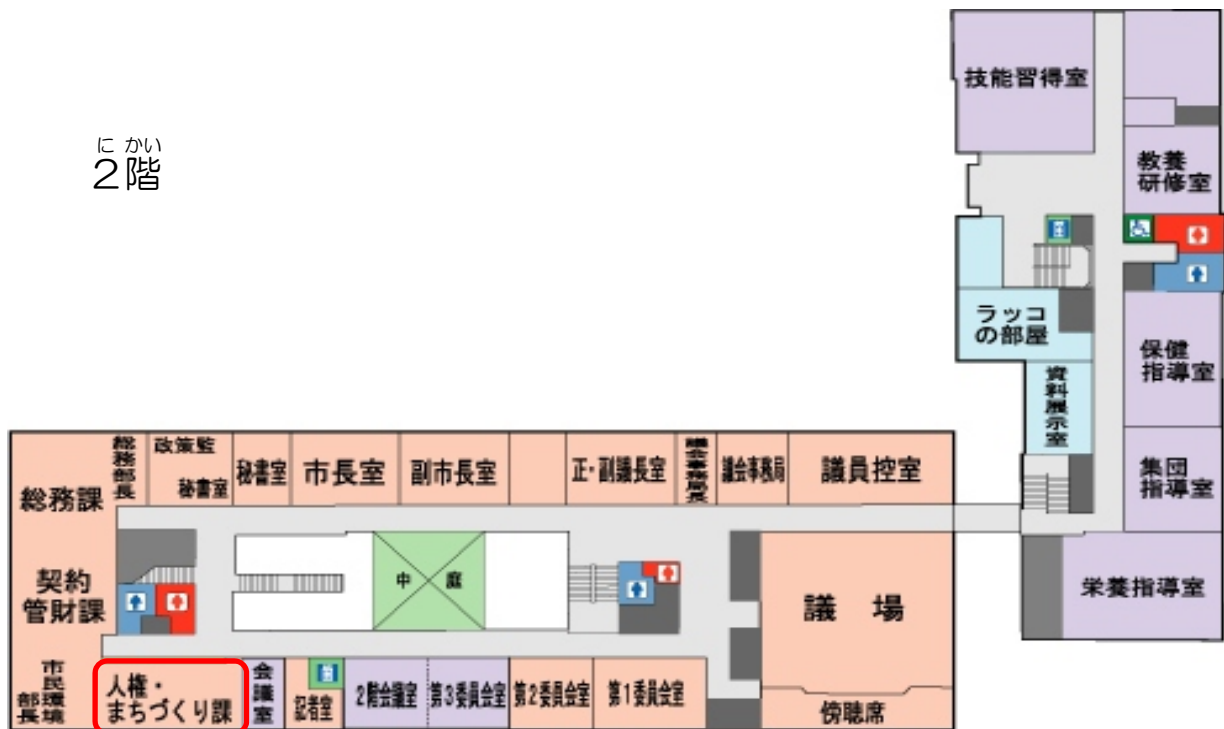 に かい
2階
技能習得室
教養
研修室
ラッコ
の部屋
保健
指導室
資料展示室
集団
指導室
栄養指導室
総務課
総務部長
政策監
秘書室
秘書室
市長室
副市長室
正・副議長室
議会事務局長
議会事務局
議員控室
契約
管財課
中庭
議場
市民環境
部長
人権・
まちづくり課
会議室
記者室
2階会議室
第3委員会室
第2委員会室
第1委員会室
傍聴席